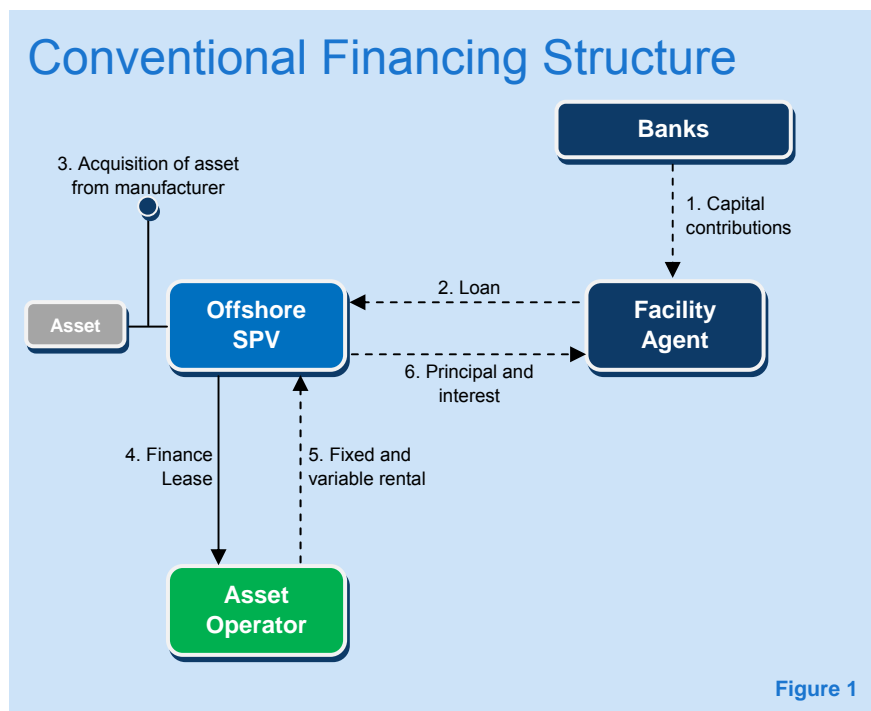 Conventional Financing Structure
Banks
3. Acquisition of asset
from manufacturer
1. Capital
contributions
2. Loan
Asset
Offshore
SPV
Facility
Agent
6. Principal and
interest
4. Finance
Lease
5. Fixed and
variable rental
Asset
Operator
Figure 1